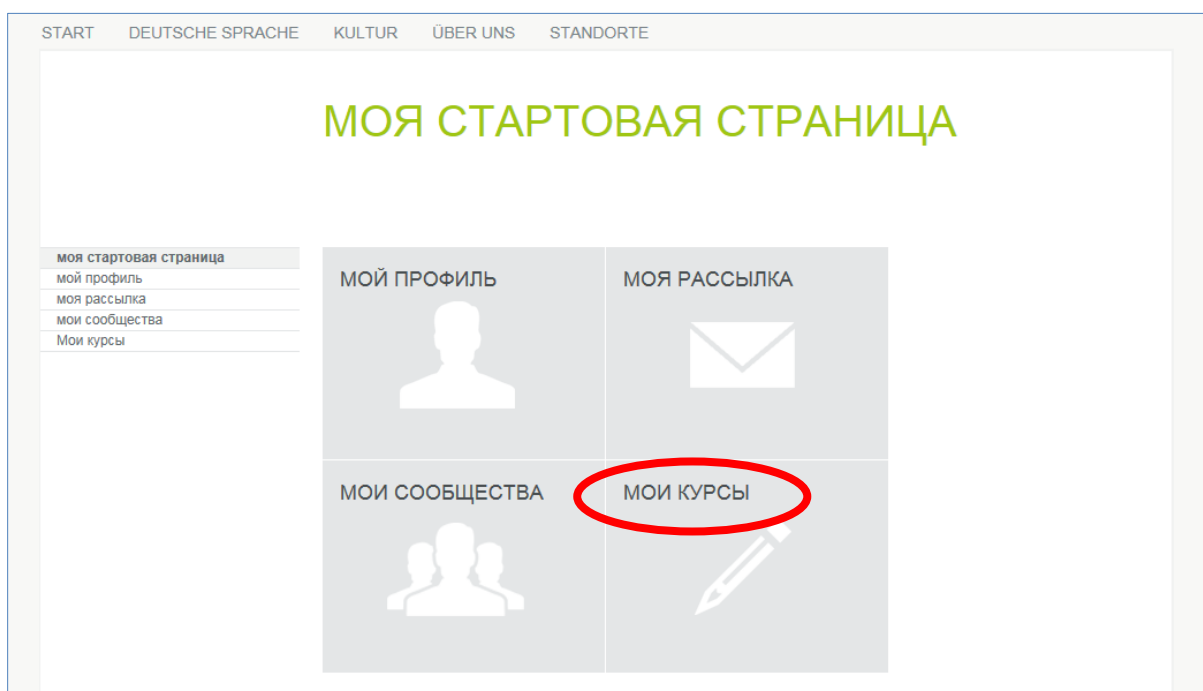 START DEUTSCHE SPRACHE KULTUR ÜBER UNS STANDORTE
МОЯ СТАРТОВАЯ СТРАНИЦА
моя стартовая страница
мой профиль
моя рассылка
мои сообщества
Мои курсы
МОЙ ПРОФИЛЬ
МОЯ РАССЫЛКА
МОИ СООБЩЕСТВА
МОИ КУРСЫ